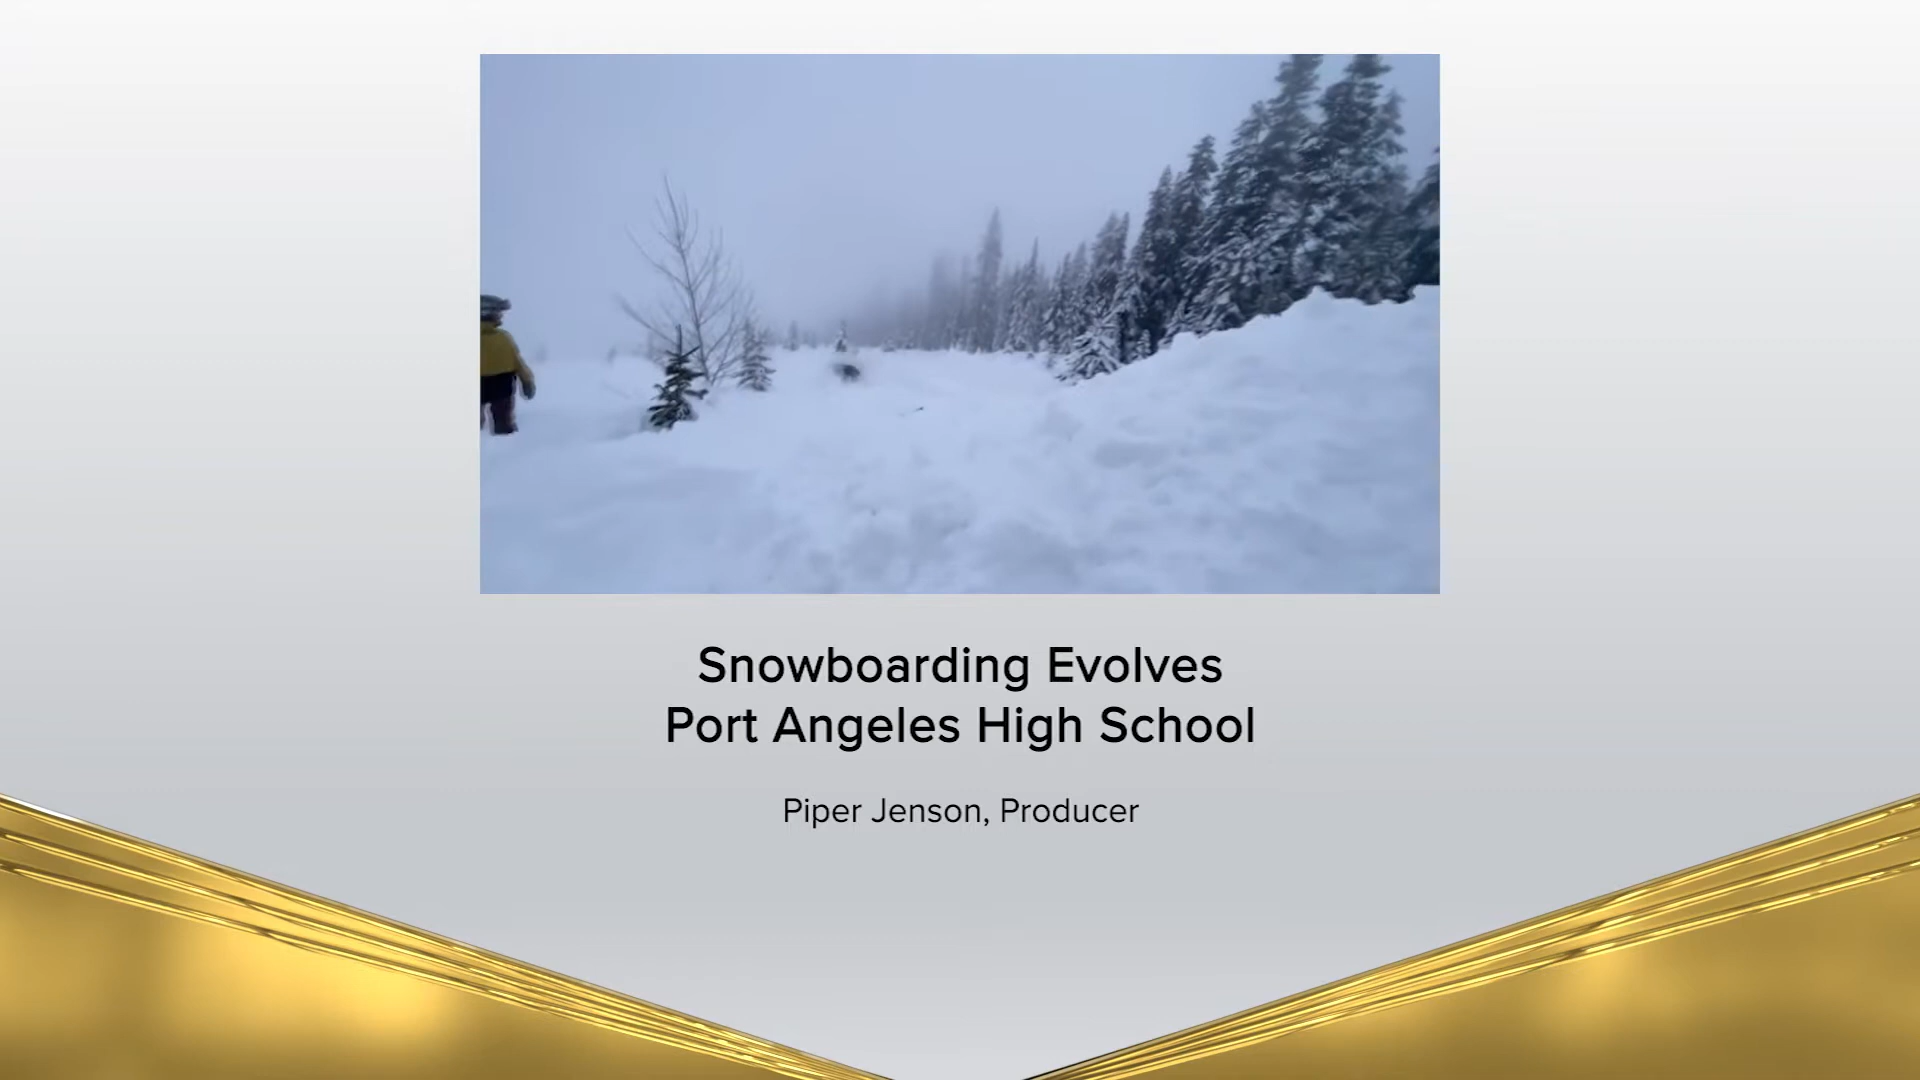 Snowboarding Evolves
Port Angeles High School
Piper Jenson, Producer